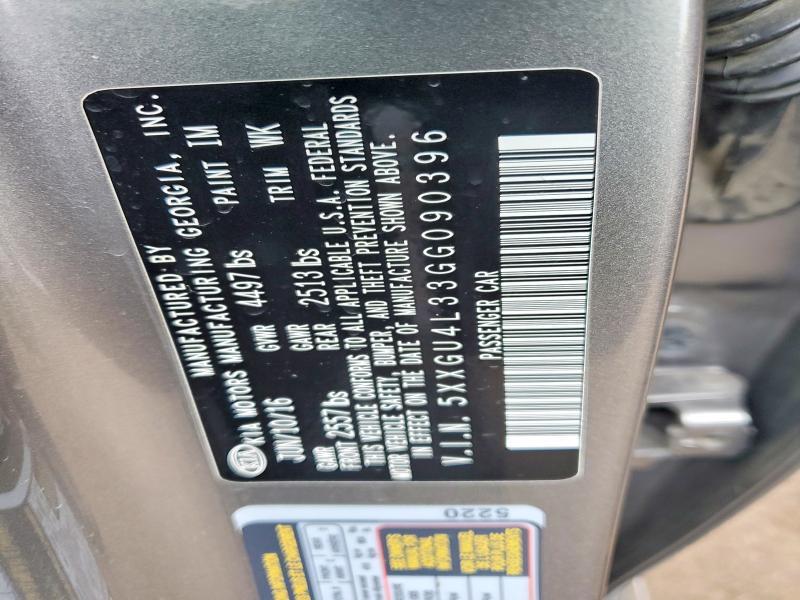 MANUFACTURED BY
KIA MOTORS MANUFACTURING GEORGIA, INC.
JUN/10/16 GVWR 4497lbs PAINT IM
GAWR FRONT 2557lbs GAWR REAR 2513lbs TRIM WK
THIS VEHICLE CONFORMS TO ALL APPLICABLE U.S.A. FEDERAL
MOTOR VEHICLE SAFETY, BUMPER, AND THEFT PREVENTION STANDARDS
IN EFFECT ON THE DATE OF MANUFACTURE SHOWN ABOVE.
V.I.N. 5XXGU4L33GG090396
PASSENGER CAR
5220